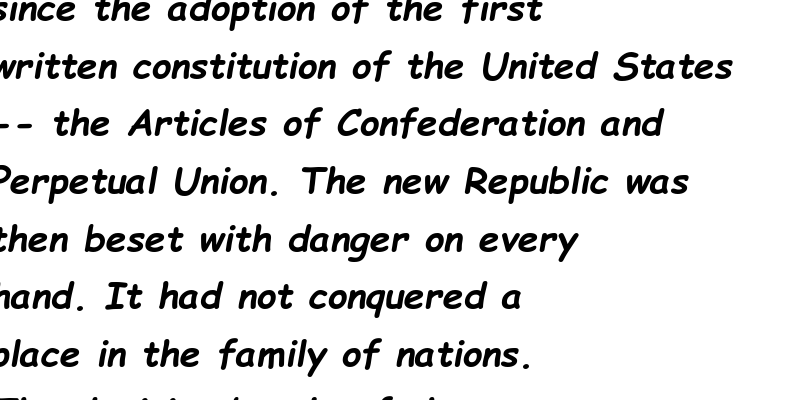 since the adoption of the first
written constitution of the United States
-- the Articles of Confederation and
Perpetual Union. The new Republic was
then beset with danger on every
hand. It had not conquered a
place in the family of nations.